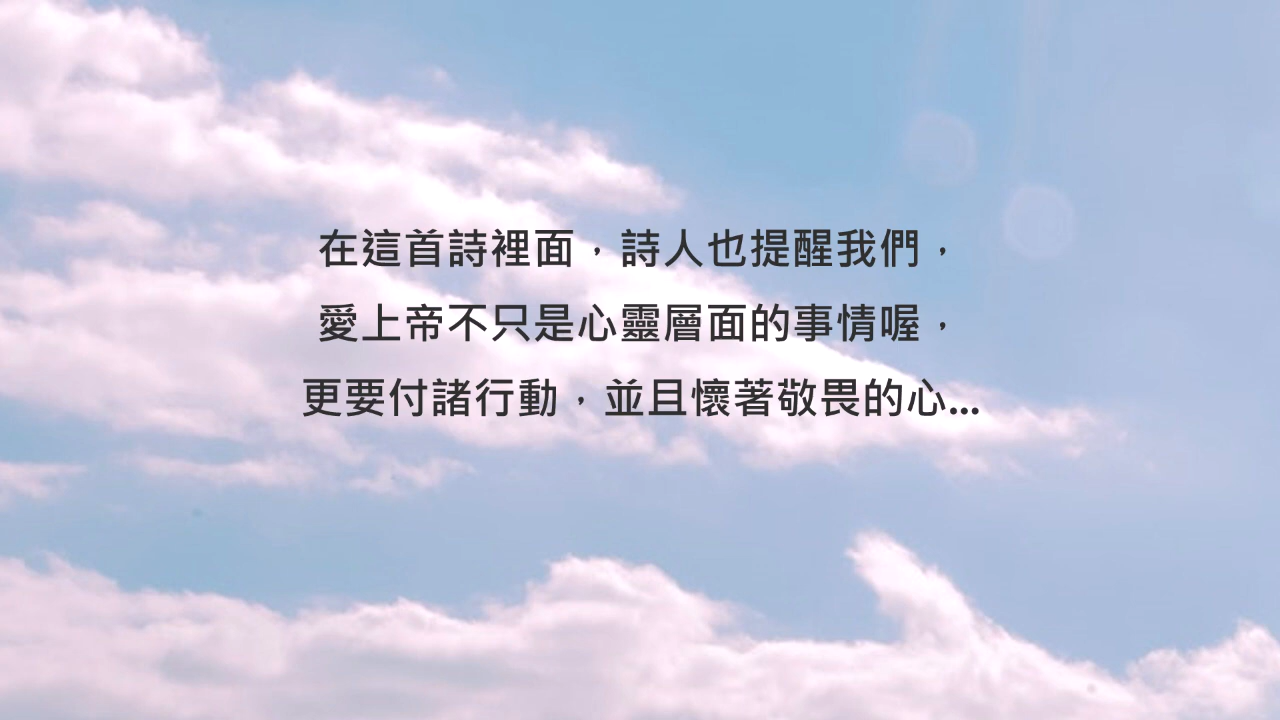 在這首詩裡面，詩人也提醒我們，
愛上帝不只是心靈層面的事情喔，
更要付諸行動，並且懷著敬畏的心...